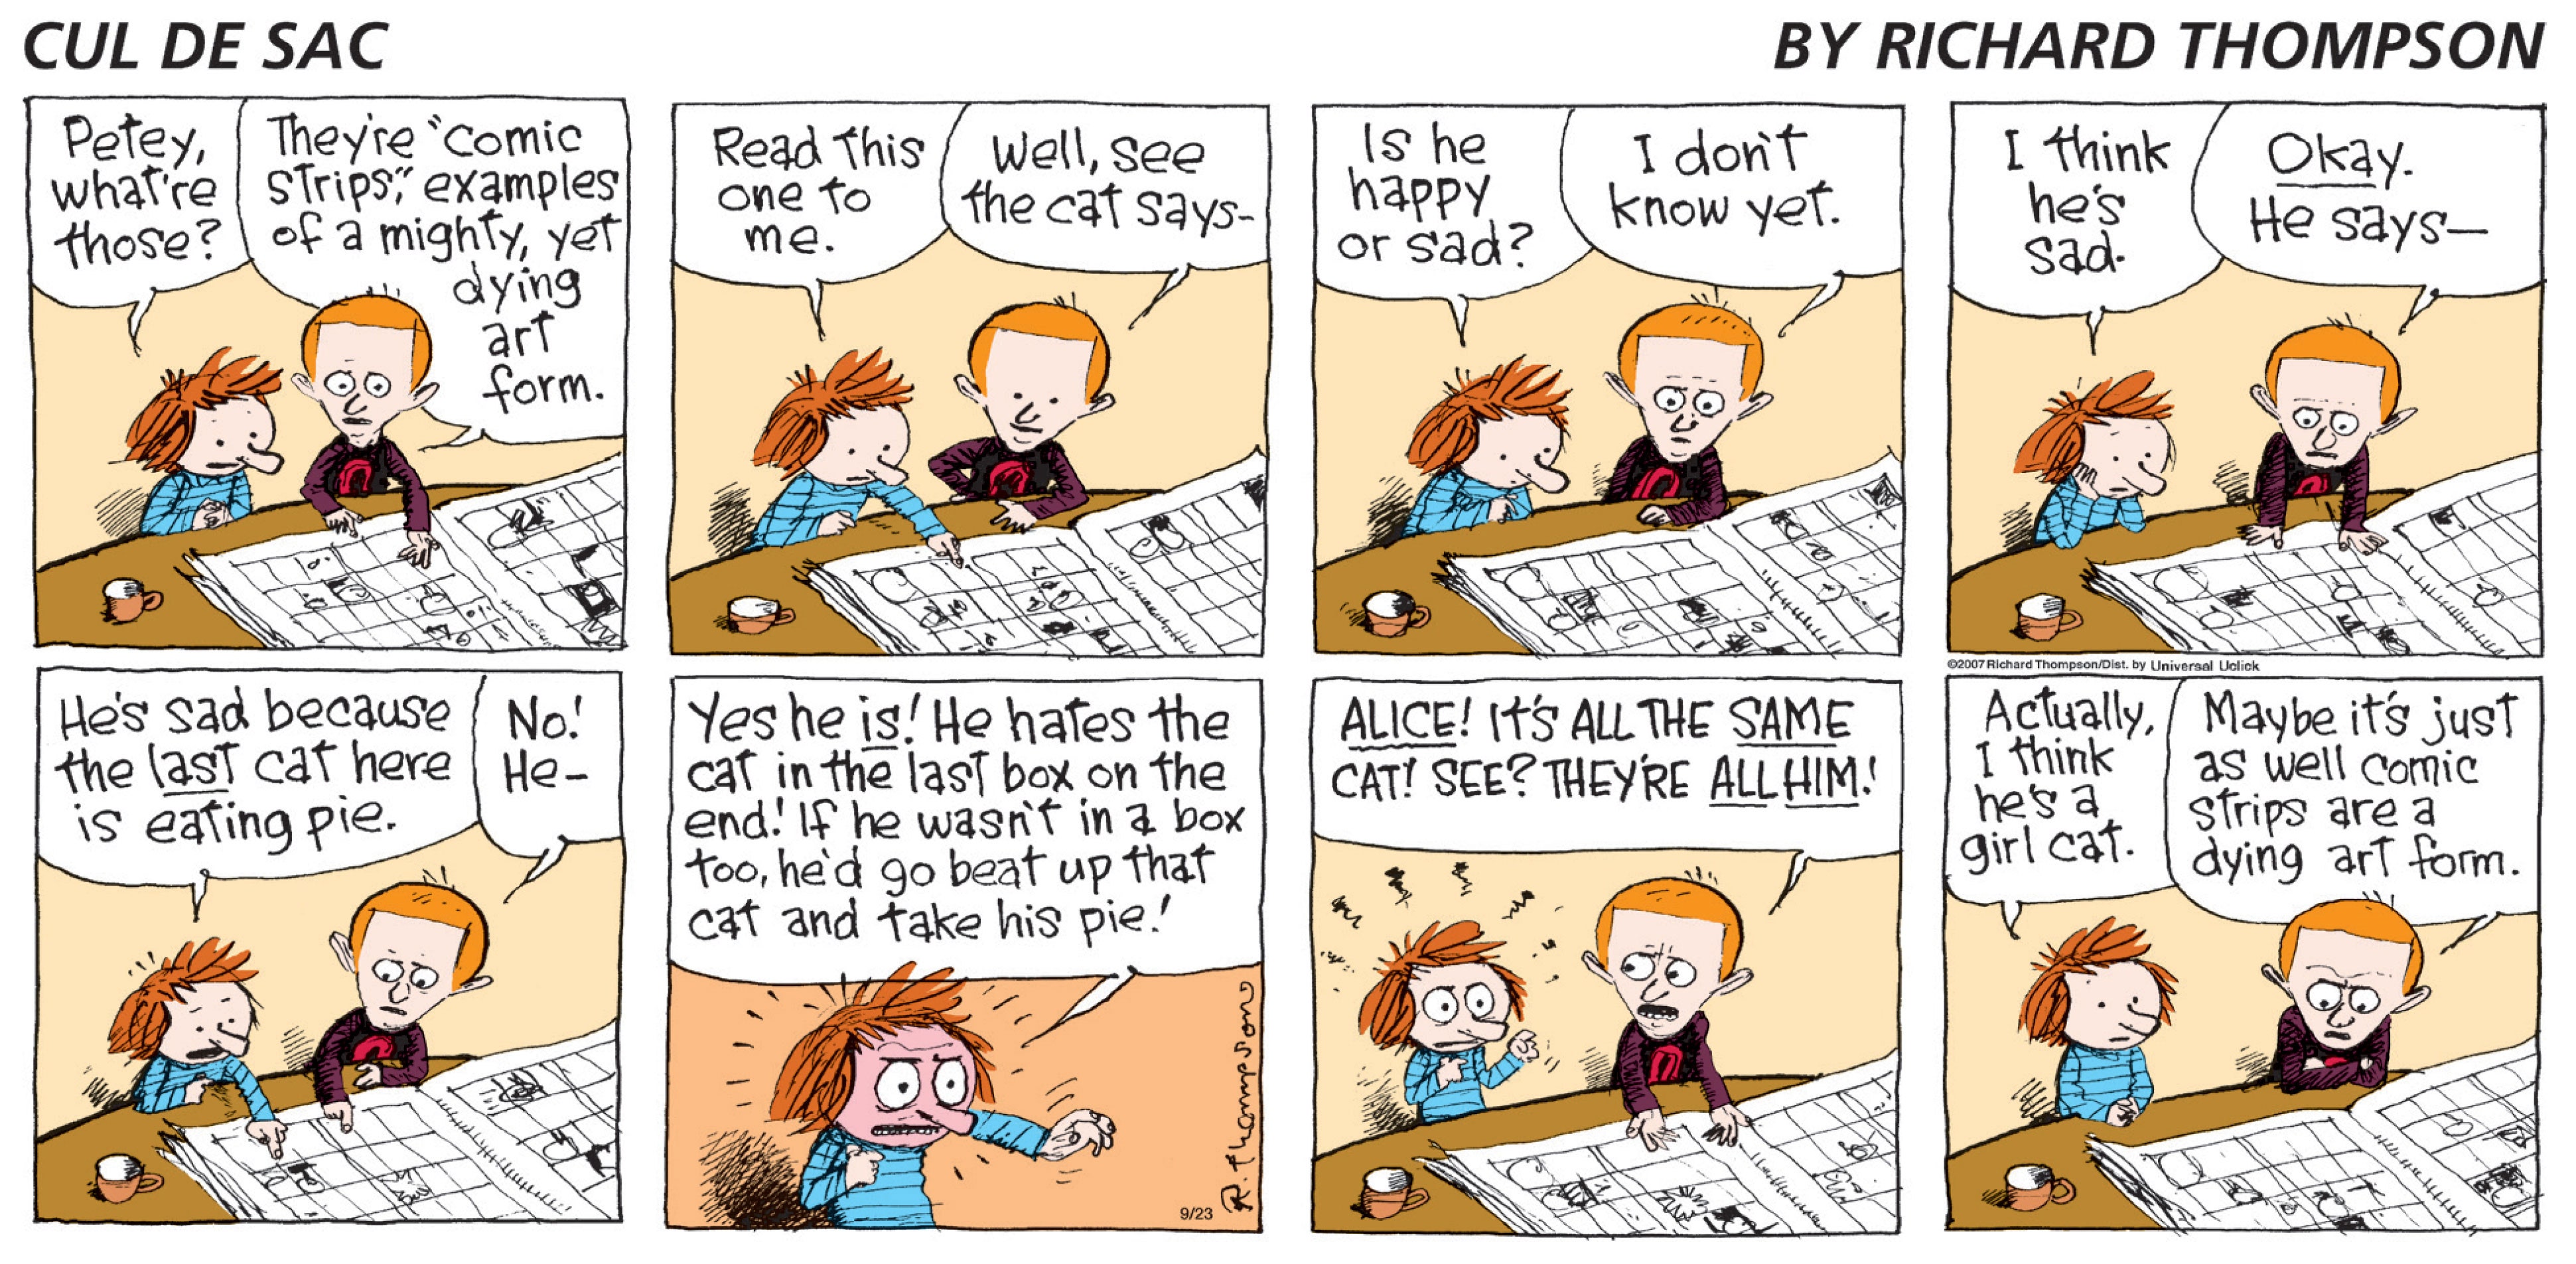 CUL DE SAC
BY RICHARD THOMPSON
Petey,
what're
those?
They're "comic
strips," examples
of a mighty, yet
dying
art
form.
Read this
one to
me.
Well, see
the cat says-
Is he
happy
or sad?
I don't
know yet.
I think
he's
sad.
Okay.
He says—
©2007 Richard Thompson/Dist. by Universal Uclick
He's sad because
the last cat here
is eating pie.
No!
He-
Yes he is! He hates the
cat in the last box on the
end! If he wasn't in a box
too, he'd go beat up that
cat and take his pie!
R. Thompson
9/23
ALICE! IT'S ALL THE SAME
CAT! SEE? THEY'RE ALL HIM!
Actually,
I think
he's a
girl cat.
Maybe it's just
as well comic
strips are a
dying art form.